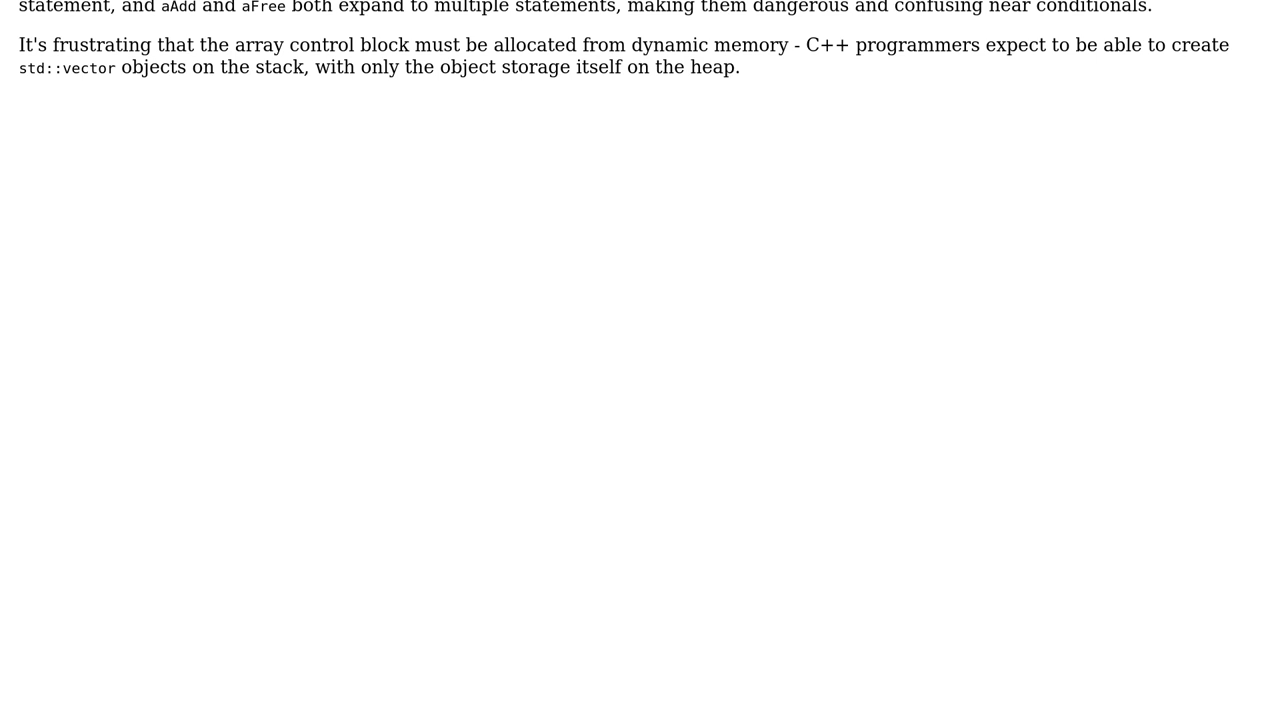 statement, and aAdd and aFree both expand to multiple statements, making them dangerous and confusing near conditionals.
It's frustrating that the array control block must be allocated from dynamic memory - C++ programmers expect to be able to create
std::vector objects on the stack, with only the object storage itself on the heap.